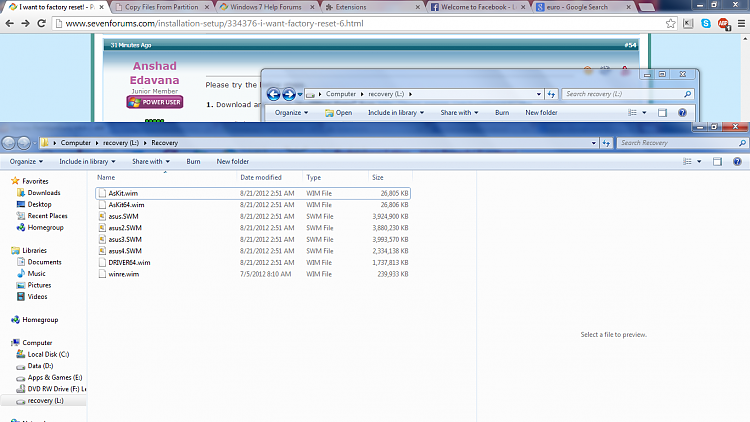 I want to factory reset! - P
Copy Files From Partition
Windows 7 Help Forums
Extensions
Welcome to Facebook - L
euro - Google Search
www.sevenforums.com/installation-setup/334376-i-want-factory-reset-6.html
31 Minutes Ago
#54
Anshad
Edavana
Junior Member
POWER USER
Please try the
1. Download an
Computer
recovery (L:)
Search recovery (L:)
Organize
Open
Include in library
Share with
Burn
New folder
Computer
recovery (L:)
Recovery
Search Recovery
Organize
Include in library
Share with
Burn
New folder
Name Date modified Type Size
Favorites
Downloads
Desktop
Recent Places
Homegroup
Libraries
Documents
Music
Pictures
Videos
Homegroup
Computer
Local Disk (C:)
Data (D:)
Apps & Games (E:)
DVD RW Drive (F:) Le
recovery (L:)
AsKit.wim 8/21/2012 2:51 AM WIM File 26,805 KB
AsKit64.wim 8/21/2012 2:51 AM WIM File 26,806 KB
asus.SWM 8/21/2012 2:51 AM SWM File 3,924,900 KB
asus2.SWM 8/21/2012 2:51 AM SWM File 3,880,230 KB
asus3.SWM 8/21/2012 2:51 AM SWM File 3,993,570 KB
asus4.SWM 8/21/2012 2:51 AM SWM File 2,334,138 KB
DRIVER64.wim 8/21/2012 2:51 AM WIM File 1,737,813 KB
winre.wim 7/5/2012 8:10 AM WIM File 239,933 KB
Select a file to preview.